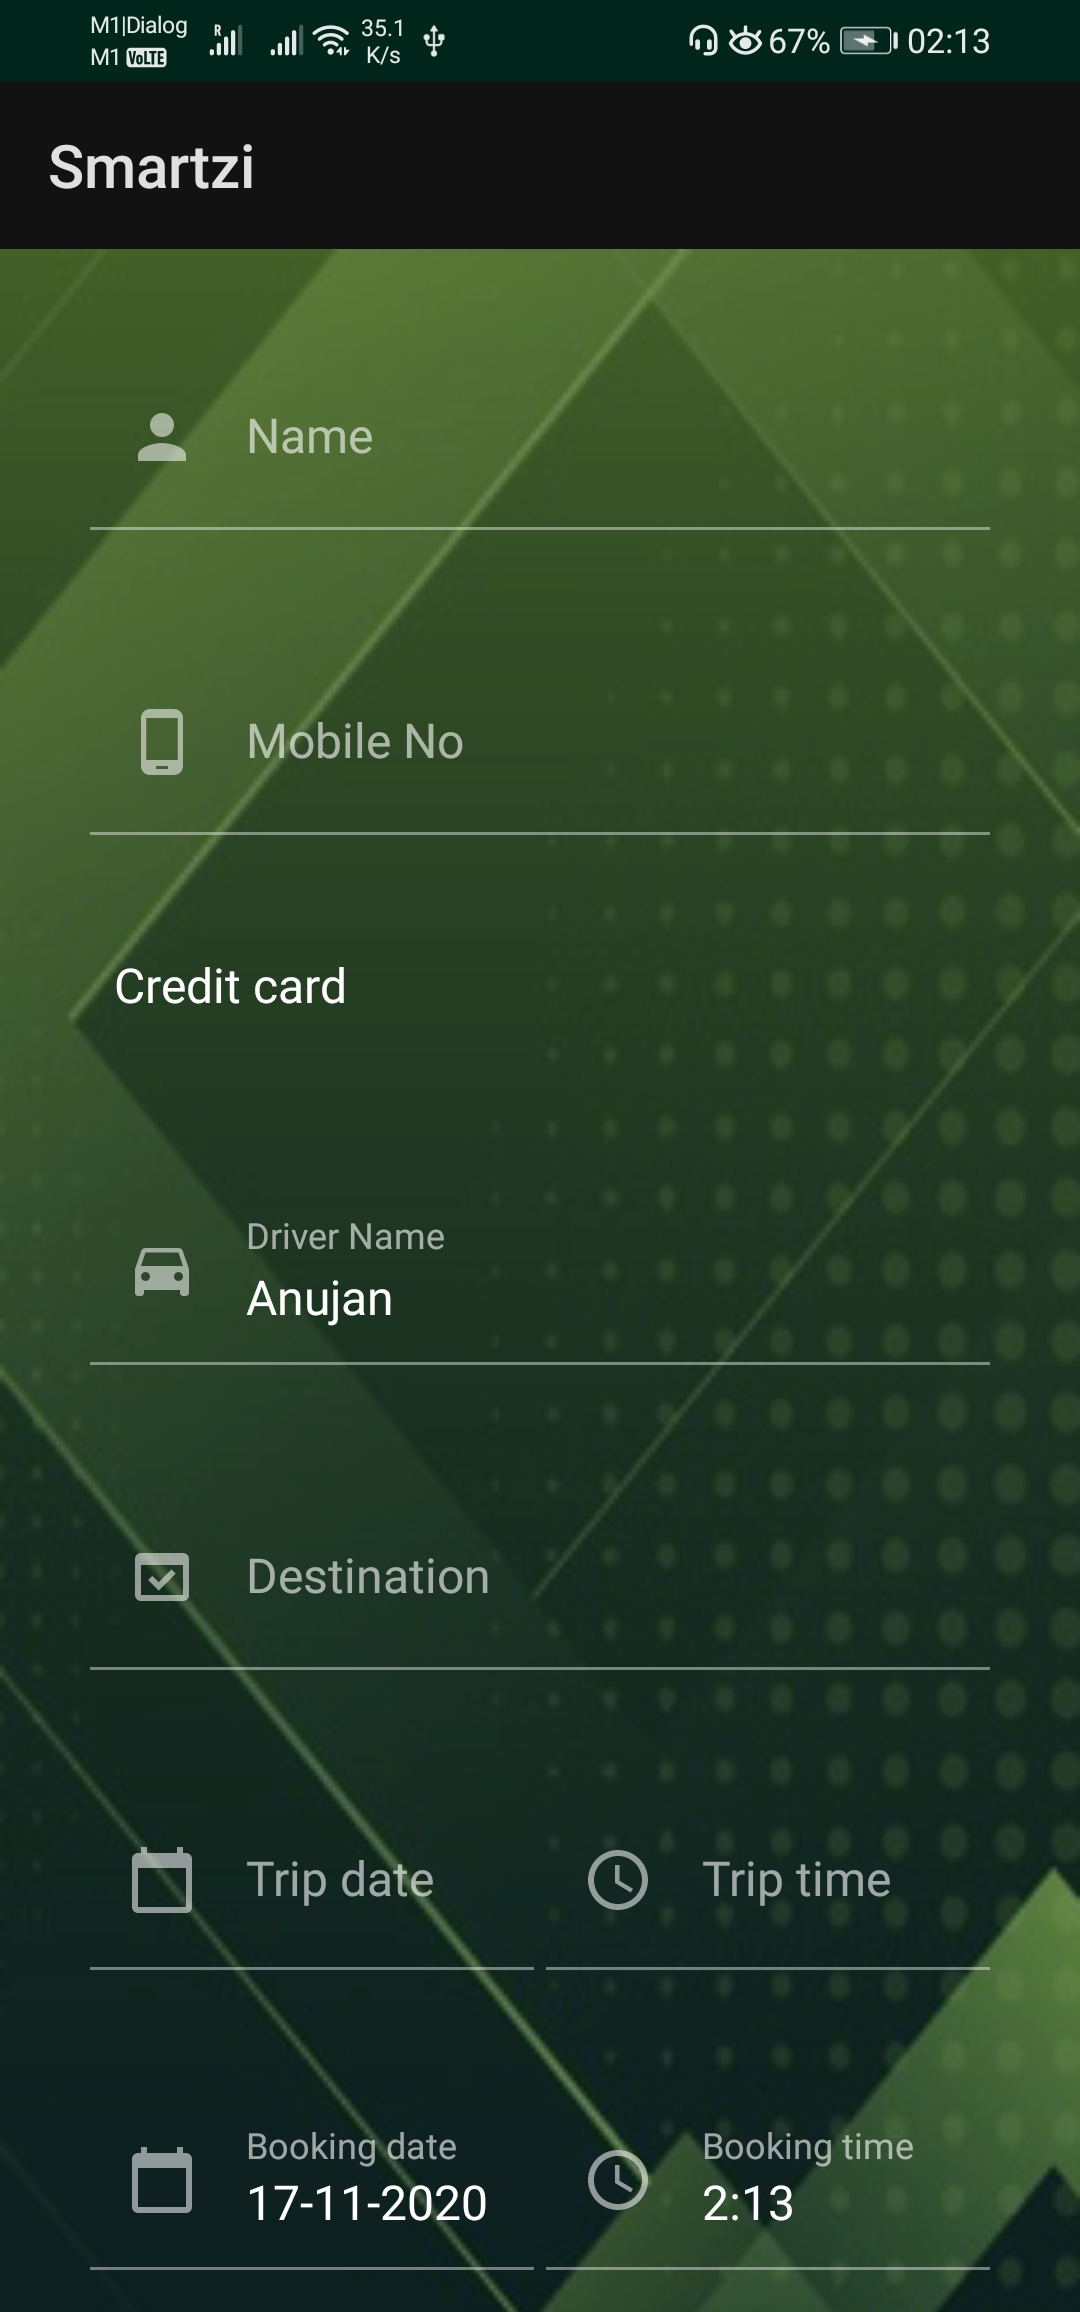 M1|Dialog
M1 VoLTE
R
35.1
K/s
67%
02:13
Smartzi
Name
Mobile No
Credit card
Driver Name
Anujan
Destination
Trip date
Trip time
Booking date
Booking time
17-11-2020
2:13